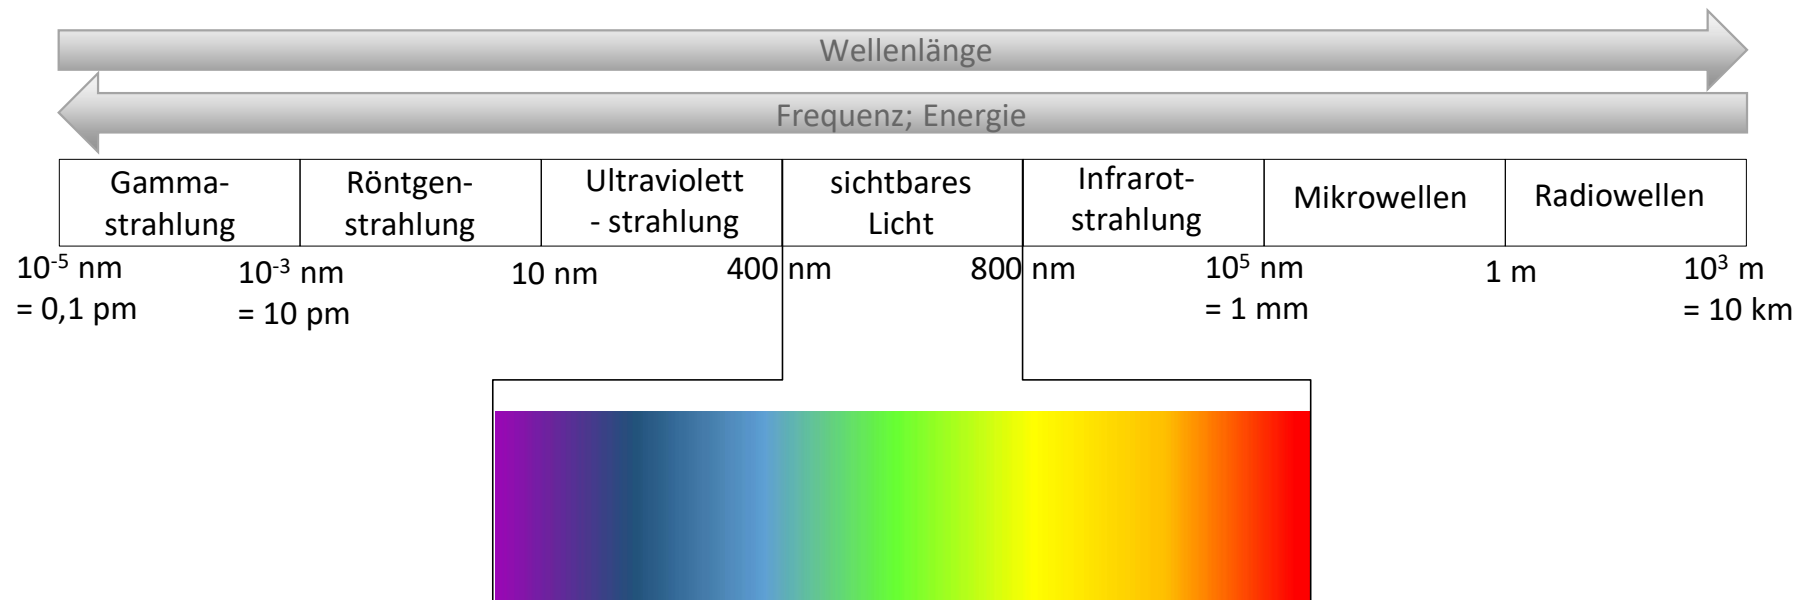 Wellenlänge
Frequenz; Energie
Gamma-
strahlung
Röntgen-
strahlung
Ultraviolett
- strahlung
sichtbares
Licht
Infrarot-
strahlung
Mikrowellen
Radiowellen
10⁻⁵ nm
= 0,1 pm
10⁻³ nm
= 10 pm
10 nm
400 nm
800 nm
10⁵ nm
= 1 mm
1 m
10³ m
= 10 km